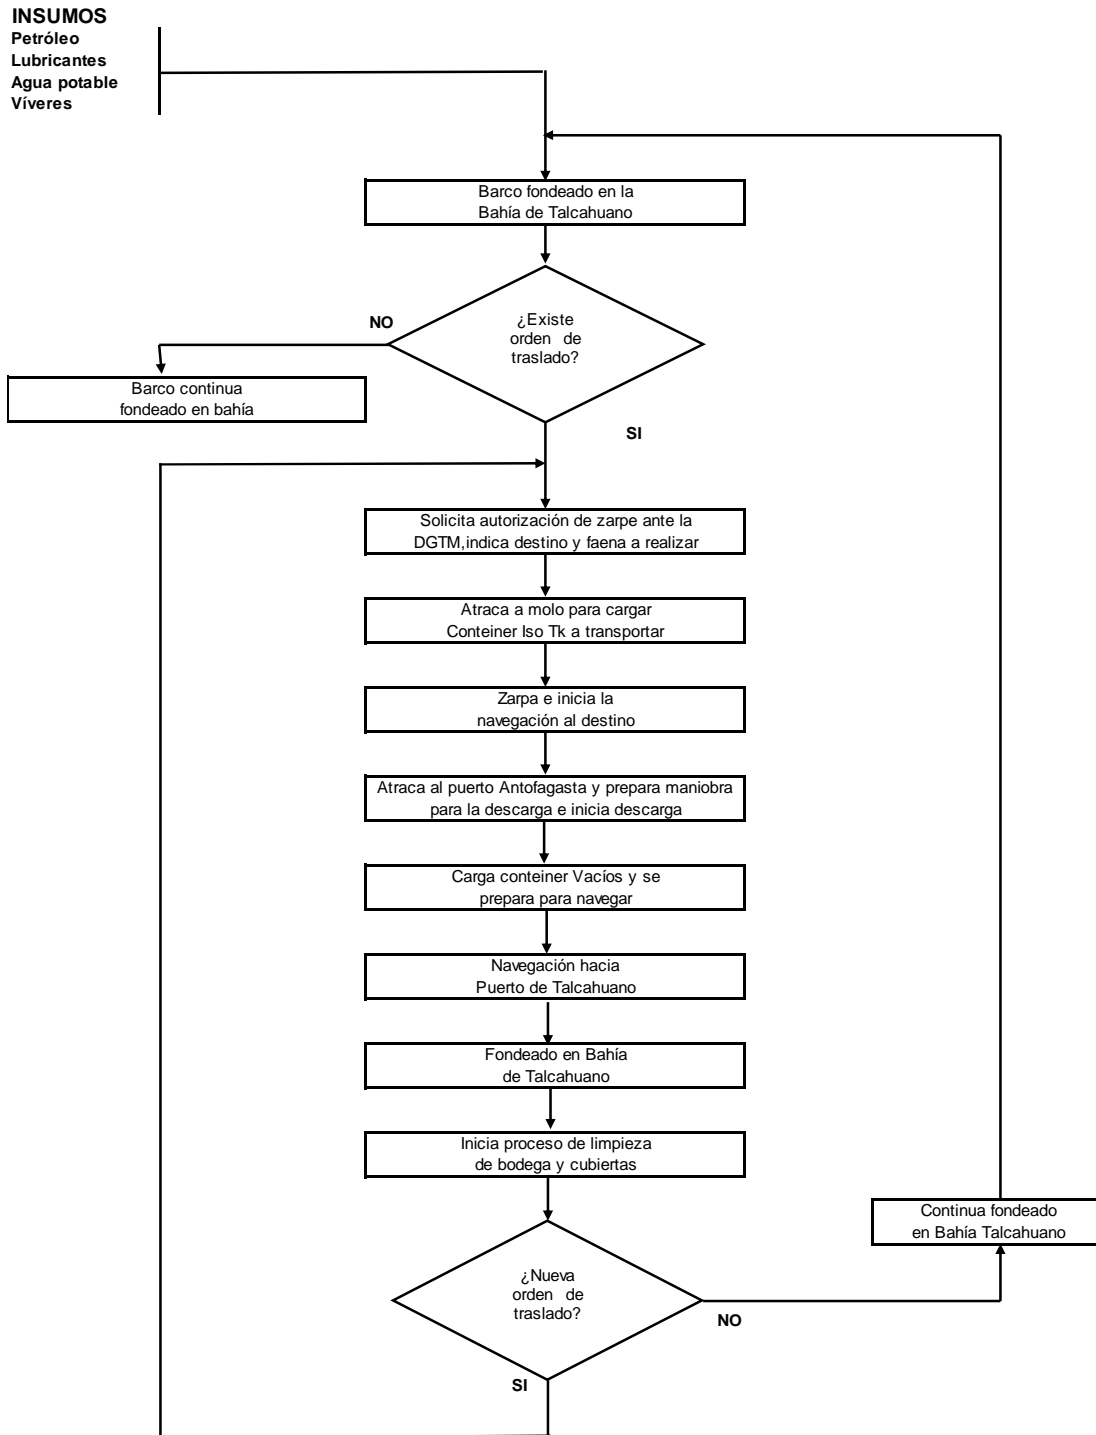 INSUMOS
Petróleo
Lubricantes
Agua potable
Víveres
Barco fondeado en la
Bahía de Talcahuano
¿Existe
orden de
traslado?
NO
Barco continua
fondeado en bahía
SI
Solicita autorización de zarpe ante la
DGTM,indica destino y faena a realizar
Atraca a molo para cargar
Conteiner Iso Tk a transportar
Zarpa e inicia la
navegación al destino
Atraca al puerto Antofagasta y prepara maniobra
para la descarga e inicia descarga
Carga conteiner Vacíos y se
prepara para navegar
Navegación hacia
Puerto de Talcahuano
Fondeado en Bahía
de Talcahuano
Inicia proceso de limpieza
de bodega y cubiertas
Continua fondeado
en Bahía Talcahuano
¿Nueva
orden de
traslado?
NO
SI